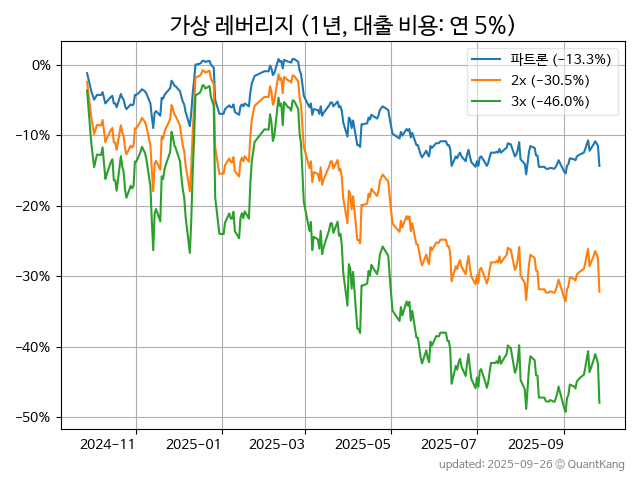 가상 레버리지 (1년, 대출 비용: 연 5%)
파트론 (−13.3%)
2x (−30.5%)
3x (−46.0%)
0%
−10%
−20%
−30%
−40%
−50%
2024−11 2025−01 2025−03 2025−05 2025−07 2025−09
updated: 2025-09-26 © QuantKang